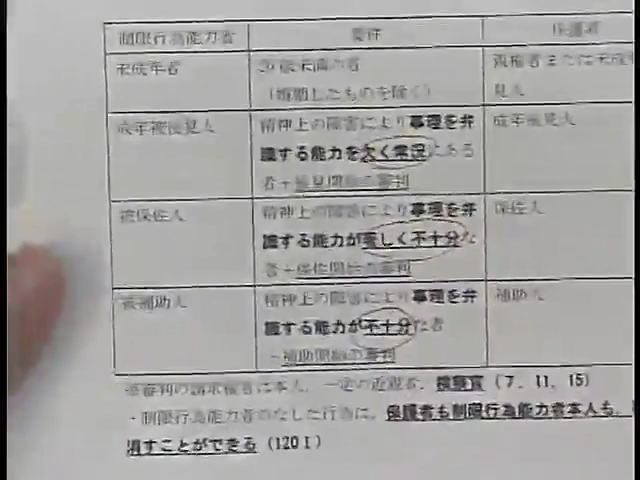 制限行為能力者 要件 保護者
未成年者 20歳未満の者 親権者または未成年
（婚姻したものを除く） 見人
成年被後見人 精神上の障害により事理を弁 成年後見人
識する能力を欠く常況にある
者＋後見開始の審判
被保佐人 精神上の障害により事理を弁 保佐人
識する能力が著しく不十分な
者＋保佐開始の審判
被補助人 精神上の障害により事理を弁 補助人
識する能力が不十分な者
＋補助開始の審判
※審判の請求権者は本人、一定の近親者、検察官（7．11．15）
・制限行為能力者のなした行為は、保護者も制限行為能力者本人も、
消すことができる（120Ⅰ）